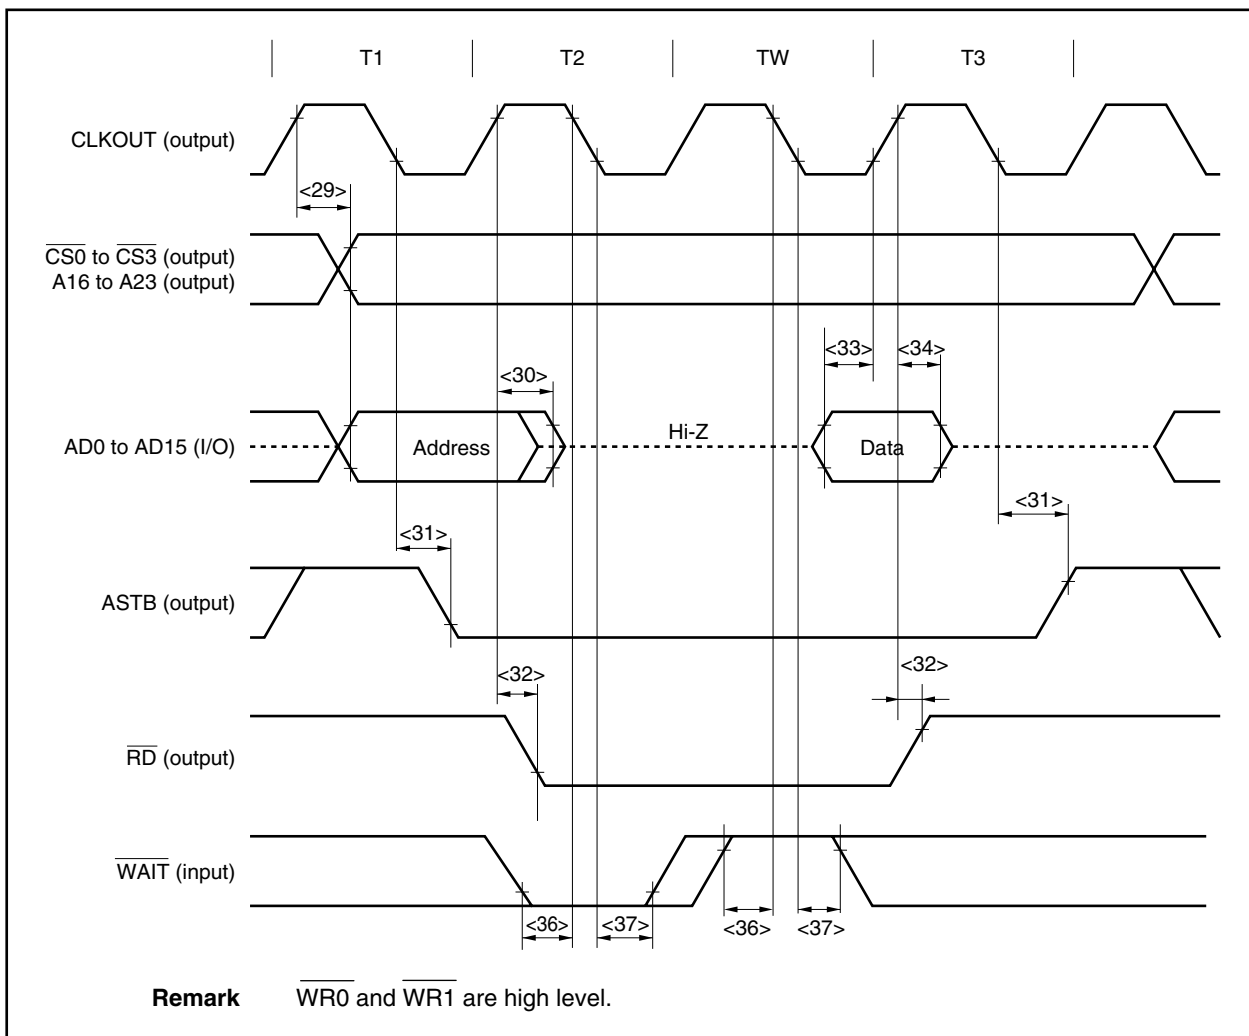 T1 T2 TW T3
CLKOUT (output)
<29>
CS0 to CS3 (output)
A16 to A23 (output)
<33> <34>
<30>
AD0 to AD15 (I/O) Address Hi-Z Data
<31> <31>
ASTB (output)
<32> <32>
RD (output)
WAIT (input)
<36> <37> <36> <37>
Remark WR0 and WR1 are high level.